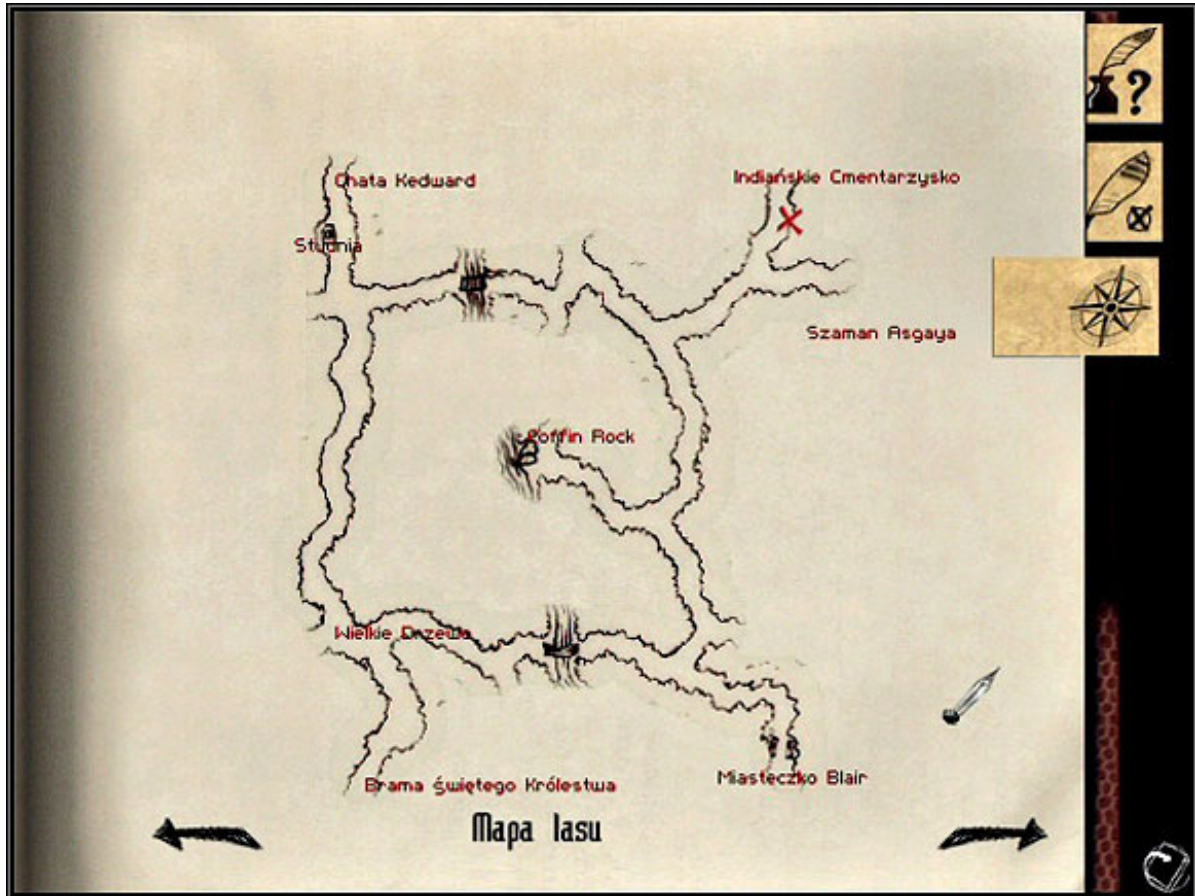 Chata Kedward
Indiańskie Cmentarzysko
Studnia
Szaman Asgaya
Coffin Rock
Wielkie Drzewo
Brama Świętego Królestwa
Miasteczko Blair
Mapa lasu
?